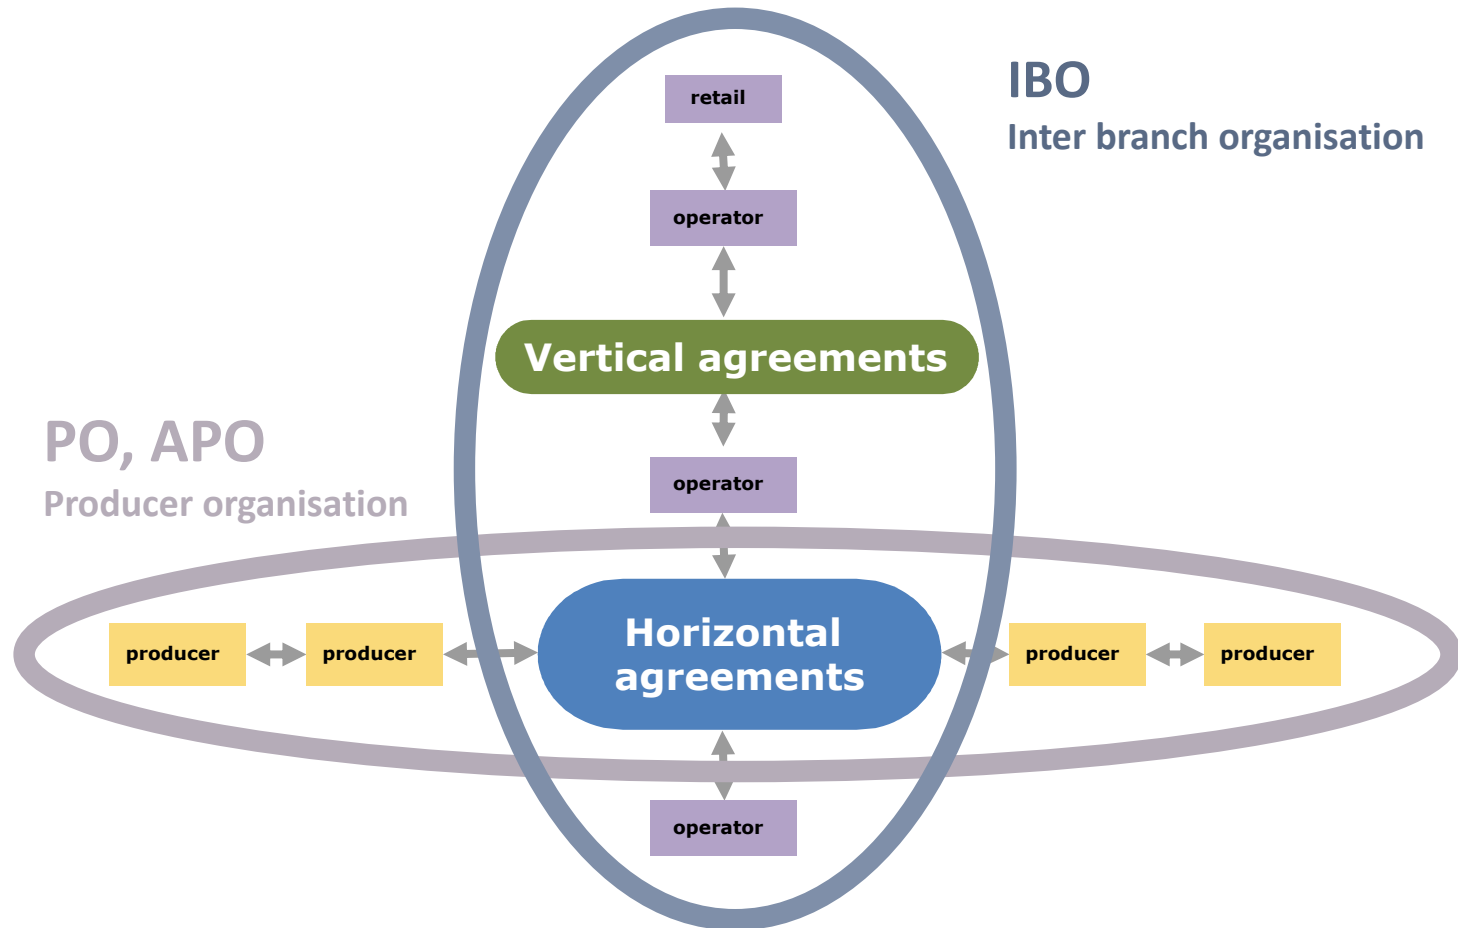 IBO
Inter branch organisation
retail
operator
Vertical agreements
PO, APO
Producer organisation
operator
producer
producer
Horizontal
agreements
producer
producer
operator